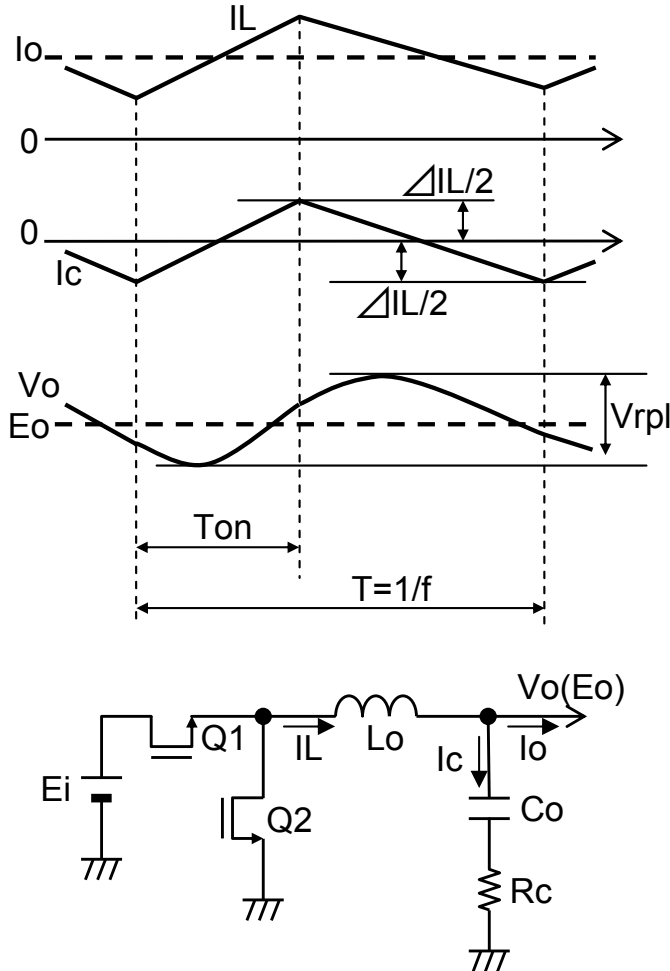 IL
Io
0
⊿IL/2
0
Ic
⊿IL/2
Vo
Eo
Vrpl
Ton
T=1/f
Vo(Eo)
Q1
IL
Lo
Ic
Io
Ei
Q2
Co
Rc